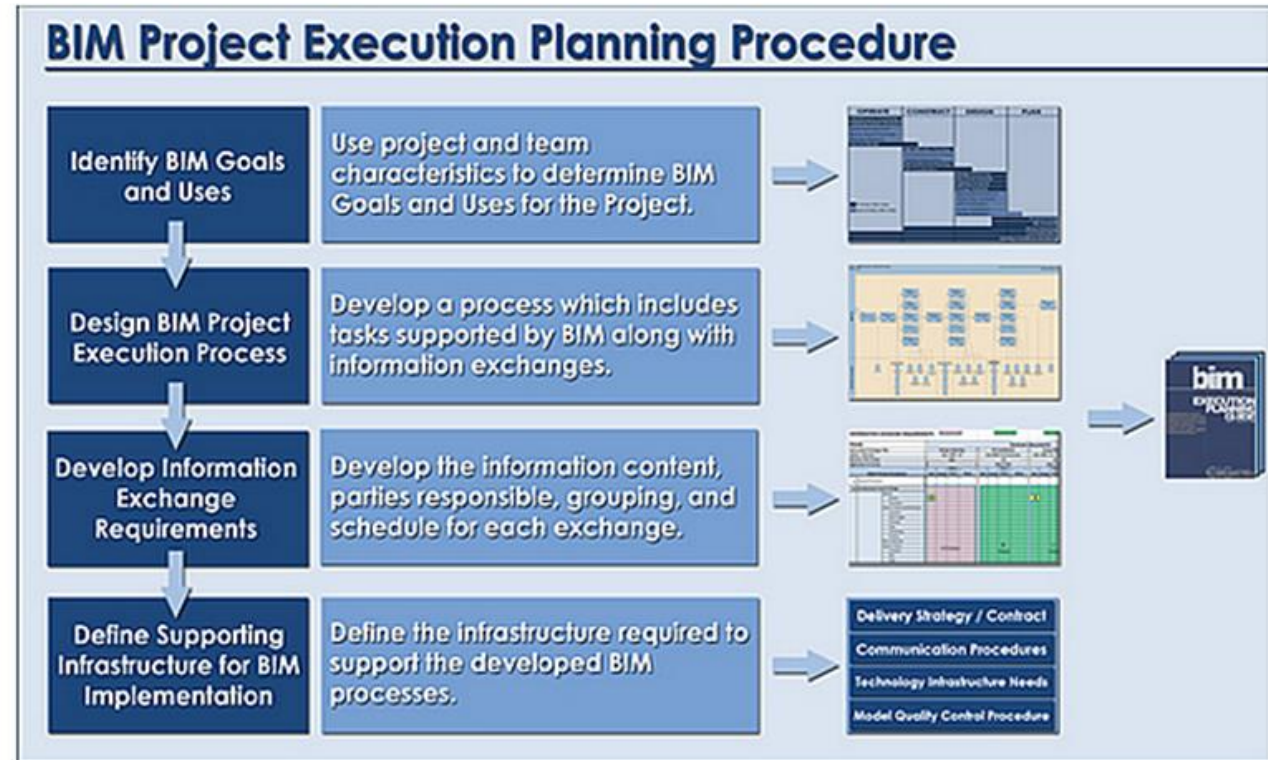 BIM Project Execution Planning Procedure
Identify BIM Goals
and Uses
Use project and team
characteristics to determine BIM
Goals and Uses for the Project.
OPERATE
CONSTRUCT
DESIGN
PLAN
Design BIM Project
Execution Process
Develop a process which includes
tasks supported by BIM along with
information exchanges.
Develop Information
Exchange
Requirements
Develop the information content,
parties responsible, grouping, and
schedule for each exchange.
Define Supporting
Infrastructure for BIM
Implementation
Define the infrastructure required to
support the developed BIM
processes.
Delivery Strategy / Contract
Communication Procedures
Technology Infrastructure Needs
Model Quality Control Procedure
bim
EXECUTION
PLANNING
GUIDE